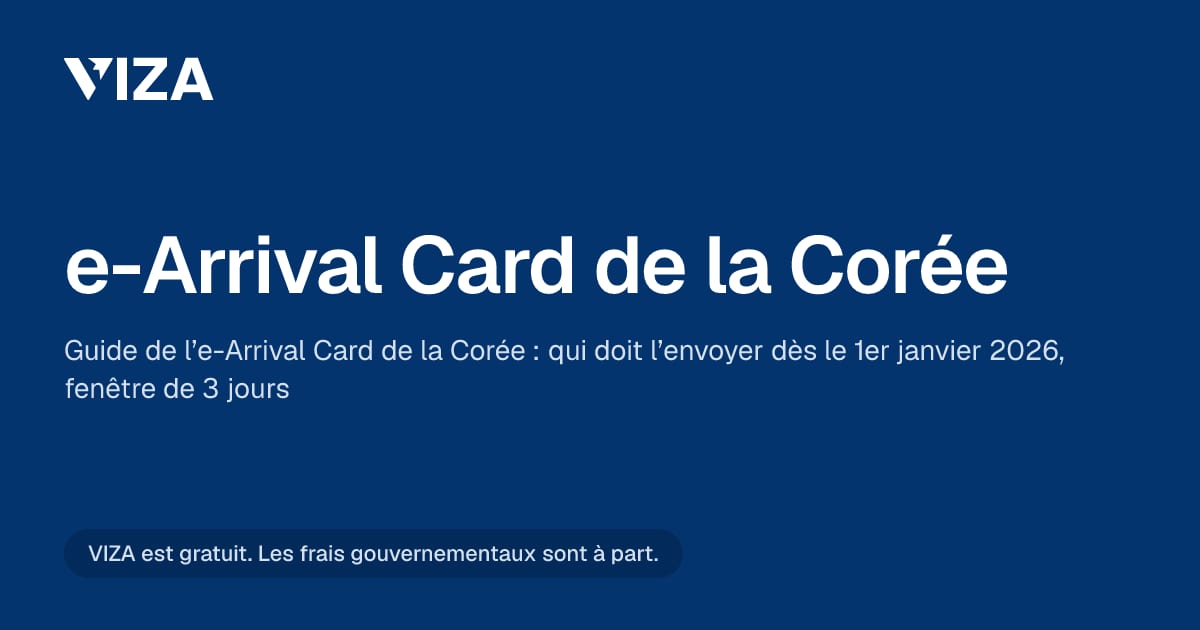 VIZA
e-Arrival Card de la Corée
Guide de l’e-Arrival Card de la Corée : qui doit l’envoyer dès le 1er janvier 2026,
fenêtre de 3 jours
VIZA est gratuit. Les frais gouvernementaux sont à part.